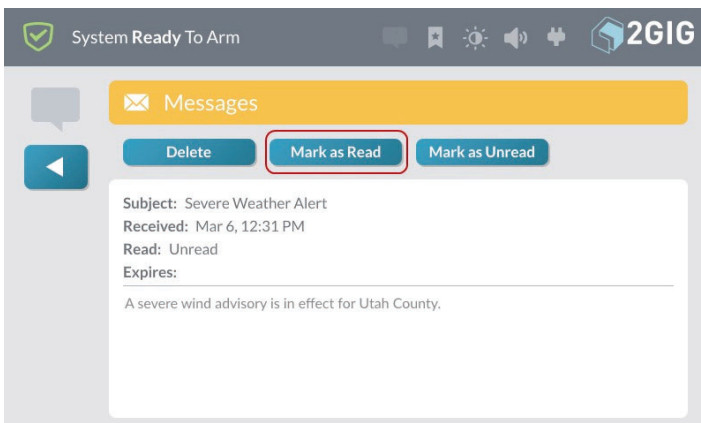 System Ready To Arm
2GIG
Messages
Delete
Mark as Read
Mark as Unread
Subject: Severe Weather Alert
Received: Mar 6, 12:31 PM
Read: Unread
Expires:
A severe wind advisory is in effect for Utah County.